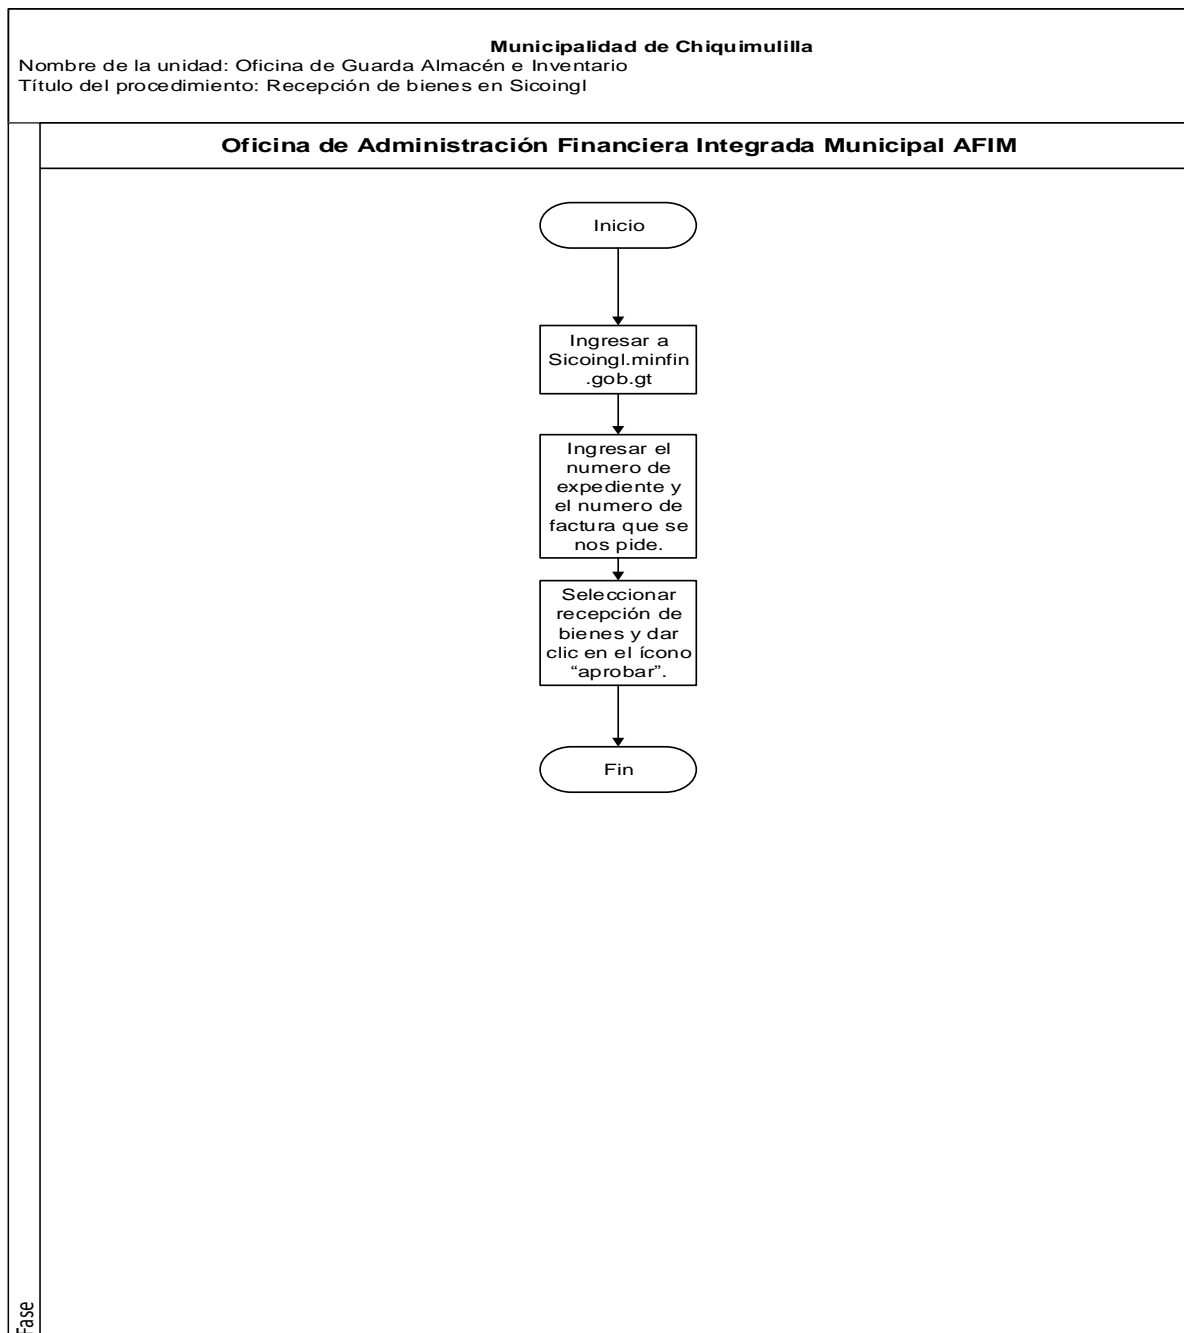 Municipalidad de Chiquimulilla
Nombre de la unidad: Oficina de Guarda Almacén e Inventario
Título del procedimiento: Recepción de bienes en Sicoingl
Oficina de Administración Financiera Integrada Municipal AFIM
Inicio
Ingresar a
Sicoingl.minfin
.gob.gt
Ingresar el
numero de
expediente y
el numero de
factura que se
nos pide.
Seleccionar
recepción de
bienes y dar
clic en el ícono
“aprobar”.
Fin
Fase